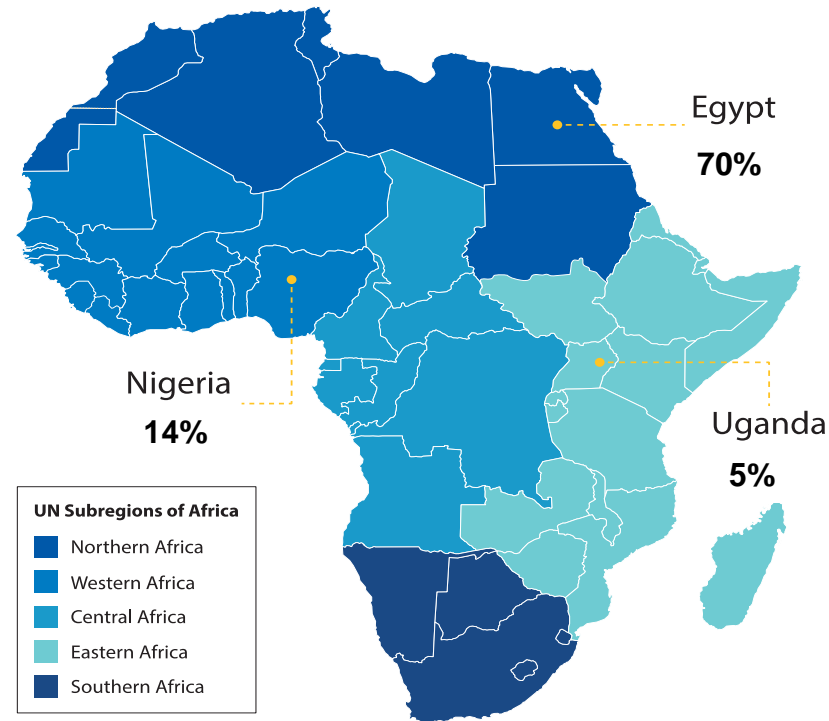 Egypt
70%
Nigeria
14%
Uganda
5%
UN Subregions of Africa
Northern Africa
Western Africa
Central Africa
Eastern Africa
Southern Africa